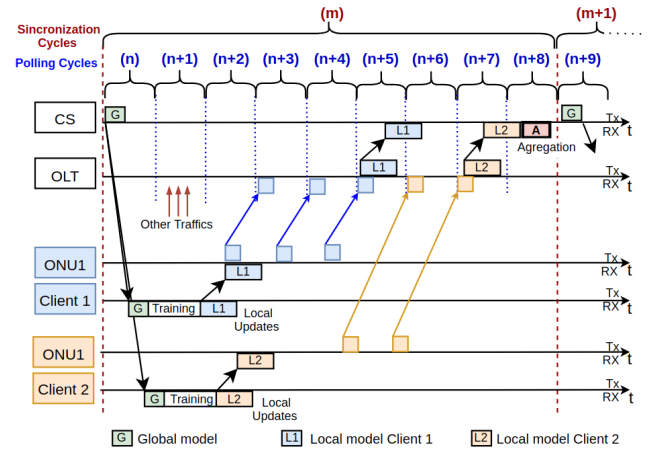 (m)
(m+1)
Sincronization
Cycles
Polling Cycles
(n)
(n+1)
(n+2)
(n+3)
(n+4)
(n+5)
(n+6)
(n+7)
(n+8)
(n+9)
CS
G
L1
L2
A
G
Tx
RX
t
Agregation
OLT
L1
L2
Tx
RX
t
Other Traffics
ONU1
L1
Tx
RX
t
Client 1
G
Training
L1
Local
Updates
Tx
RX
t
ONU1
L2
Tx
RX
t
Client 2
G
Training
L2
Local
Updates
G
Global model
L1
Local model Client 1
L2
Local model Client 2